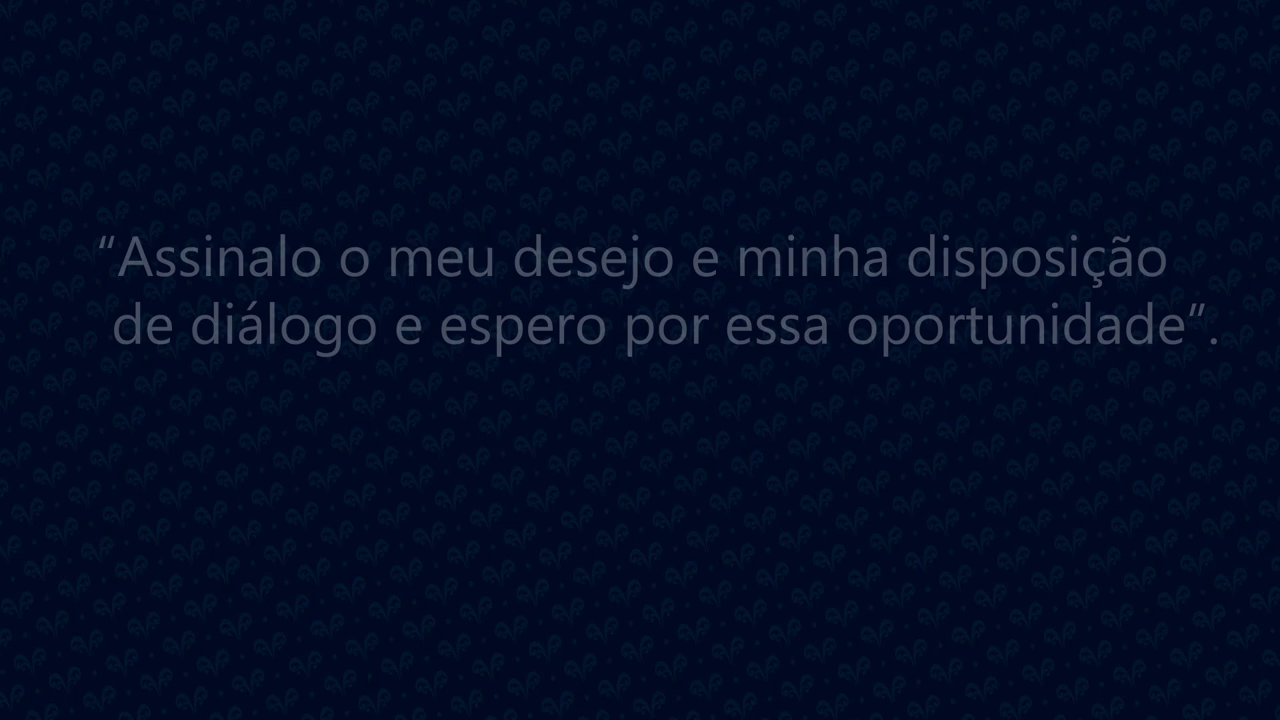 “Assinalo o meu desejo e minha disposição
de diálogo e espero por essa oportunidade”.